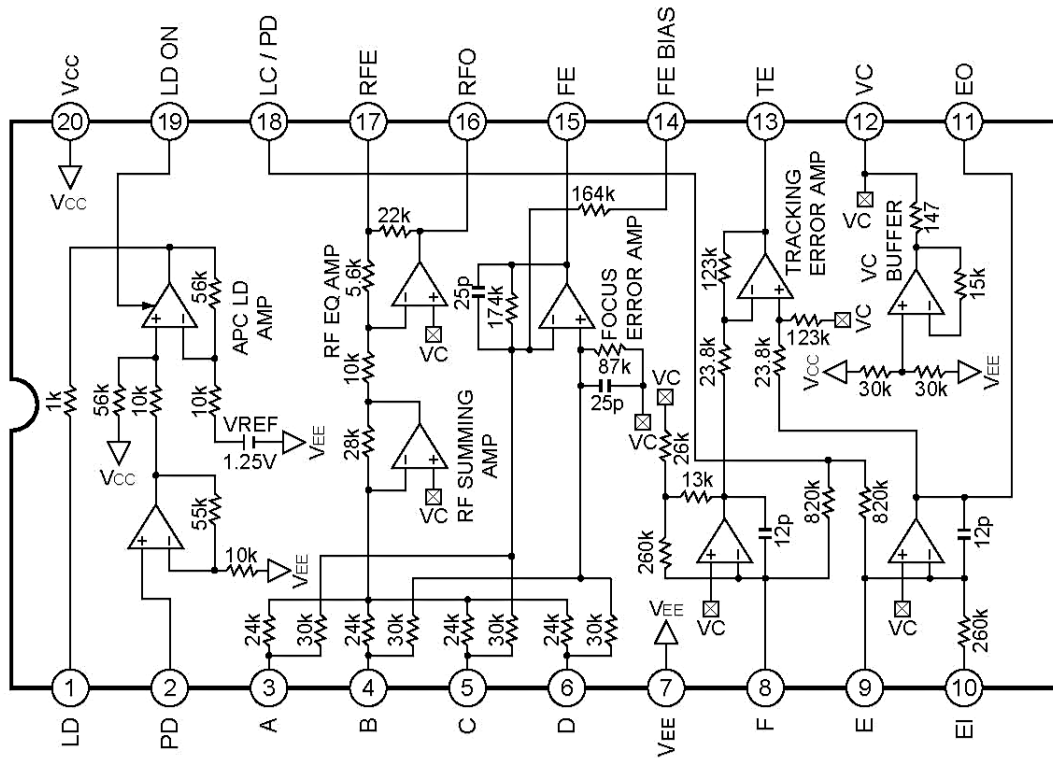 VCC
LD ON
LC / PD
RFE
RFO
FE
FE BIAS
TE
VC
EO
20
19
18
17
16
15
14
13
12
11
VCC
22k
164k
VC
147
56k
APC LD
AMP
RF EQ AMP
5.6k
VC
25p
174k
FOCUS
ERROR AMP
123k
TRACKING
ERROR AMP
VC
BUFFER
15k
VC
123k
23.8k
23.8k
87k
25p
VC
VC
VCC
30k
30k
VEE
1k
56k
10k
10k
VREF
1.25V
VEE
VCC
10k
28k
RF SUMMING
AMP
VC
26k
13k
820k
820k
12p
12p
55k
10k
VEE
260k
VC
VC
VEE
24k
30k
24k
30k
24k
30k
24k
30k
260k
1
2
3
4
5
6
7
8
9
10
LD
PD
A
B
C
D
VEE
F
E
EI